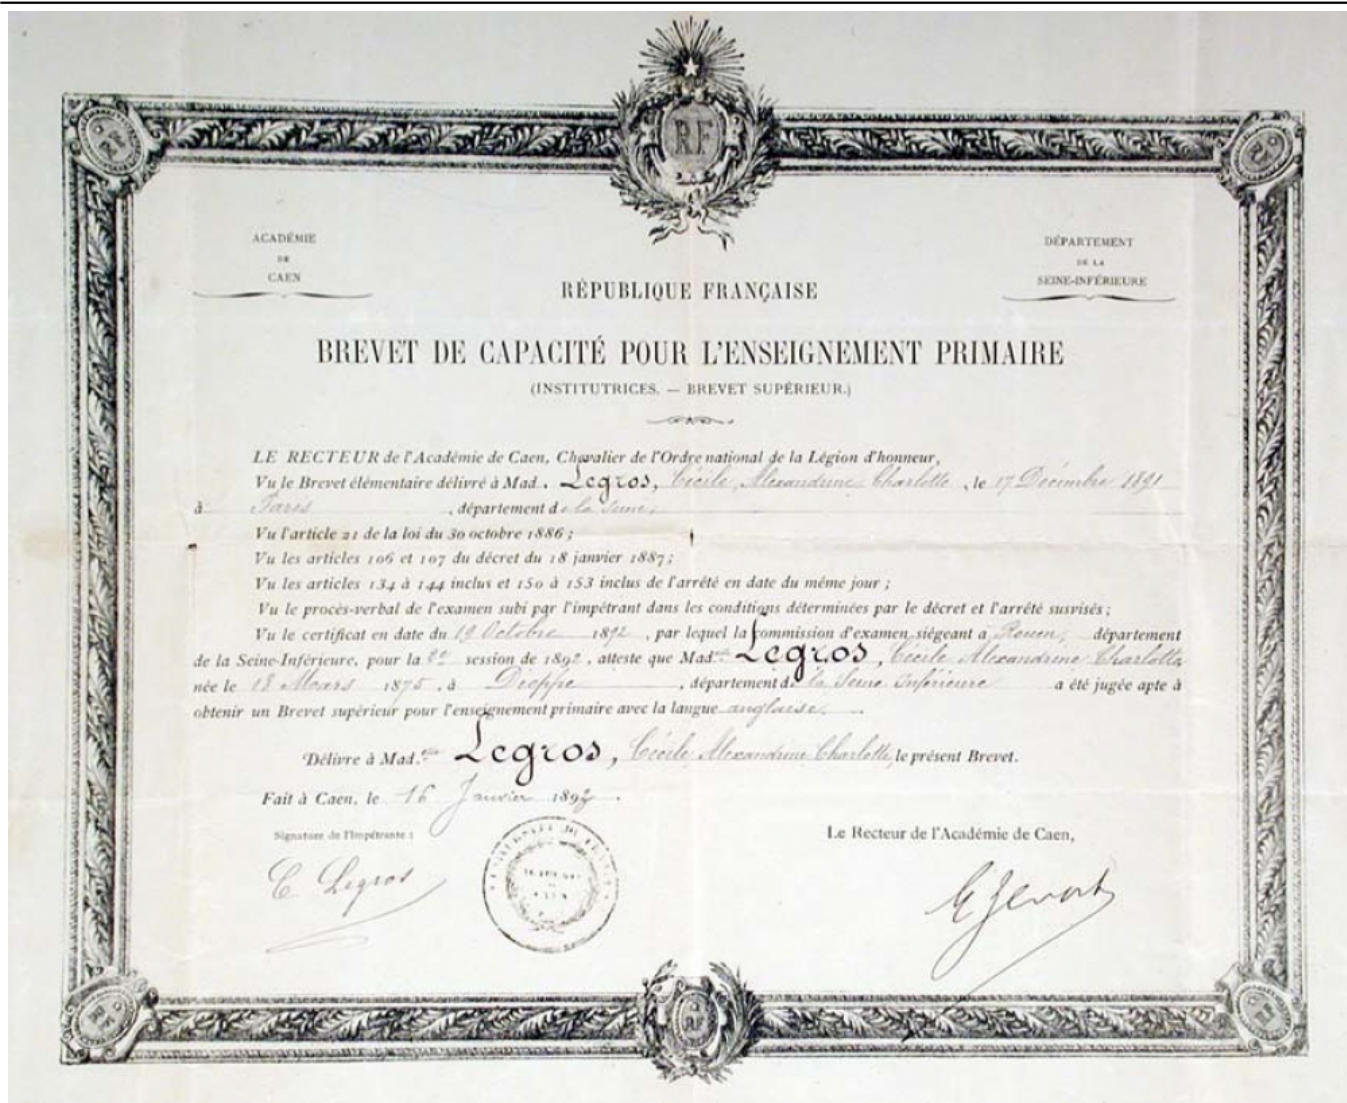 RF
RF
RF
ACADÉMIE
DE
CAEN
DÉPARTEMENT
DE LA
SEINE-INFÉRIEURE
RÉPUBLIQUE FRANÇAISE
BREVET DE CAPACITÉ POUR L'ENSEIGNEMENT PRIMAIRE
(INSTITUTRICES. — BREVET SUPÉRIEUR.)
LE RECTEUR de l'Académie de Caen, Chevalier de l'Ordre national de la Légion d'honneur,
Vu le Brevet élémentaire délivré à Mad. Legros, Cécile Alexandrine Charlotte, le 17 Décembre 1891
à Paris, département de la Seine,
Vu l'article 21 de la loi du 30 octobre 1886;
Vu les articles 106 et 107 du décret du 18 janvier 1887;
Vu les articles 134 à 144 inclus et 150 à 153 inclus de l'arrêté en date du même jour;
Vu le procès-verbal de l'examen subi par l'impétrant dans les conditions déterminées par le décret et l'arrêté susvisés;
Vu le certificat en date du 19 Octobre 1892, par lequel la commission d'examen siégeant à Rouen, département
de la Seine-Inférieure, pour la 2e session de 1892, atteste que Mad.lle Legros, Cécile Alexandrine Charlotte
née le 18 Mars 1875, à Dieppe, département de la Seine Inférieure a été jugée apte à
obtenir un Brevet supérieur pour l'enseignement primaire avec la langue anglaise.
Délivre à Mad.lle Legros, Cécile Alexandrine Charlotte, le présent Brevet.
Fait à Caen, le 16 Janvier
Signature de l'Impétrante:
Le Recteur de l'Académie de Caen,
C. Legros
RF
RF